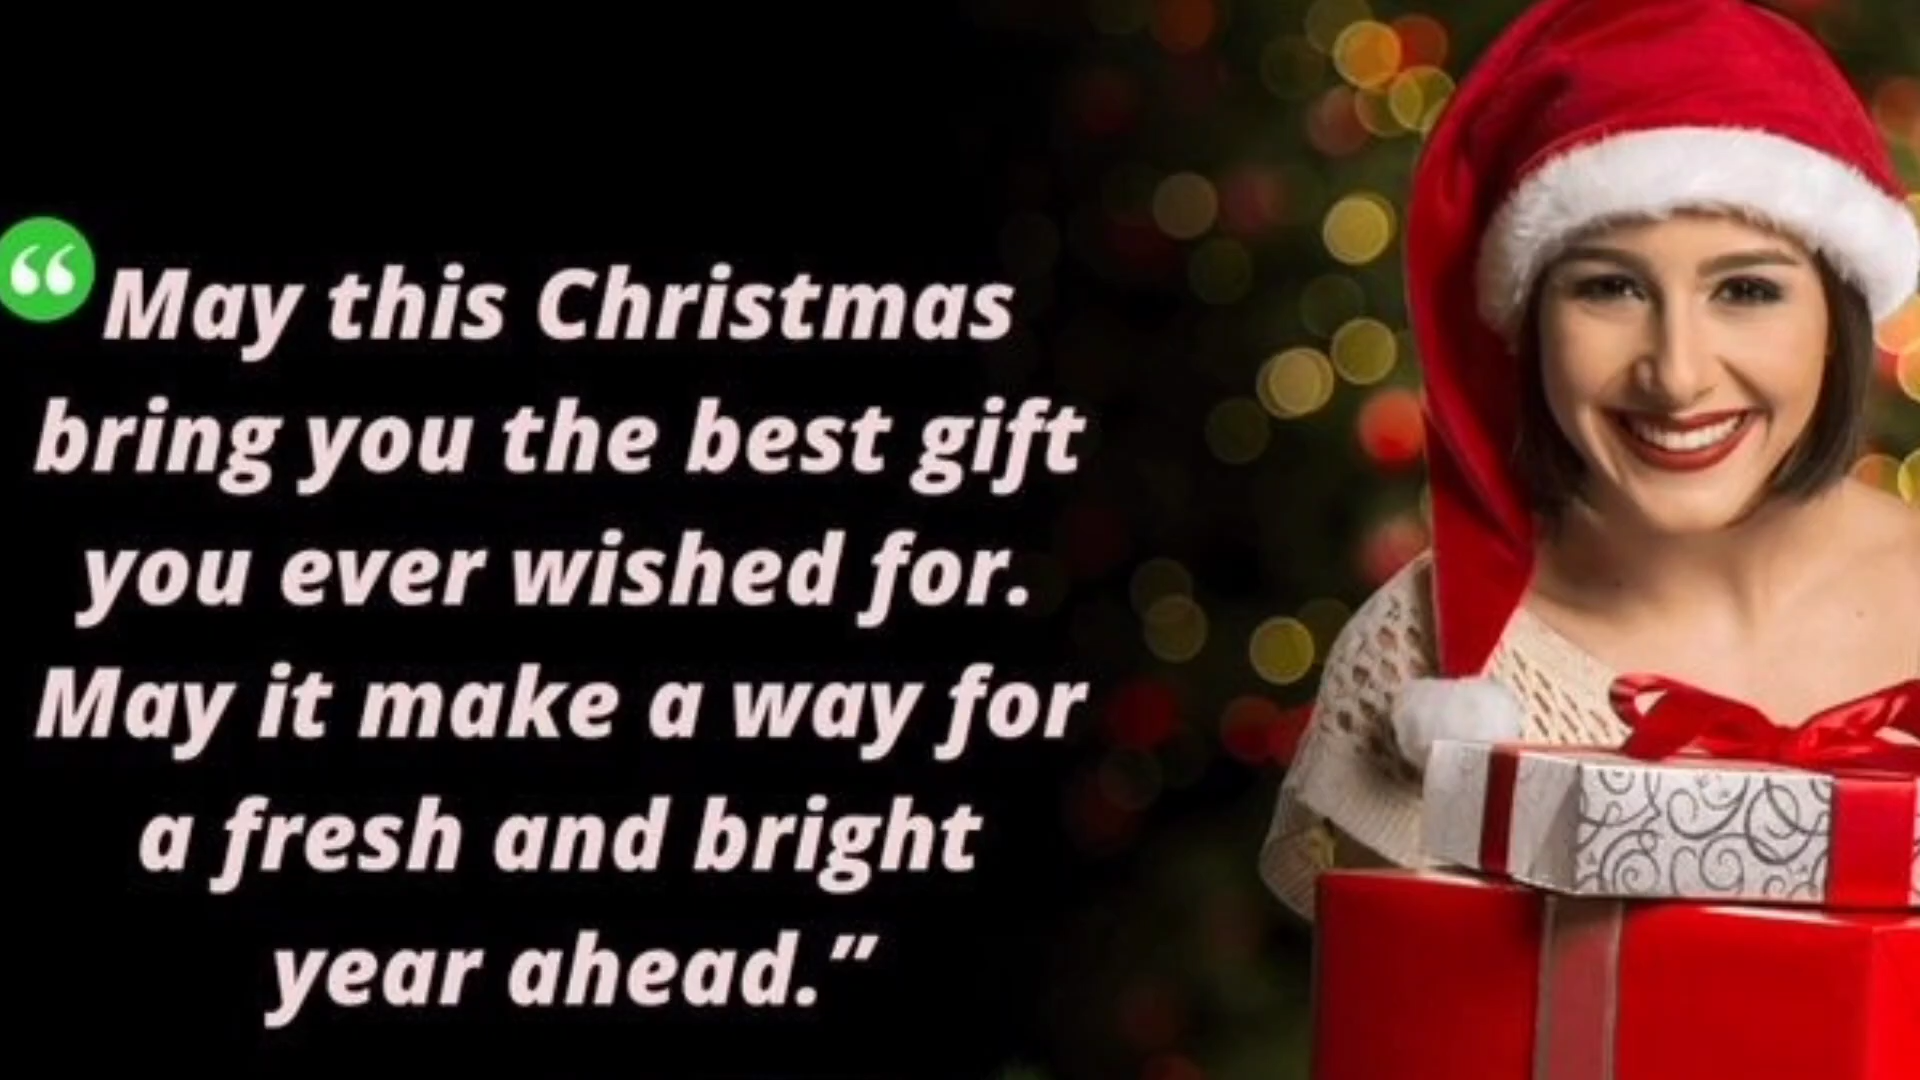 “May this Christmas
bring you the best gift
you ever wished for.
May it make a way for
a fresh and bright
year ahead.”